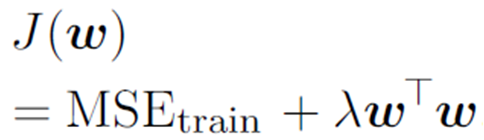 J(𝒘)
= MSE_train + λ𝒘^⊤𝒘